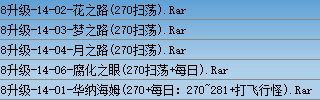 8升级-14-02-花之路(270扫荡).Rar
8升级-14-03-梦之路(270扫荡).Rar
8升级-14-04-月之路(270扫荡).Rar
8升级-14-06-腐化之眼(270扫荡+每日).Rar
8升级-14-01-华纳海姆(270+每日：270~281+打飞行怪).Rar